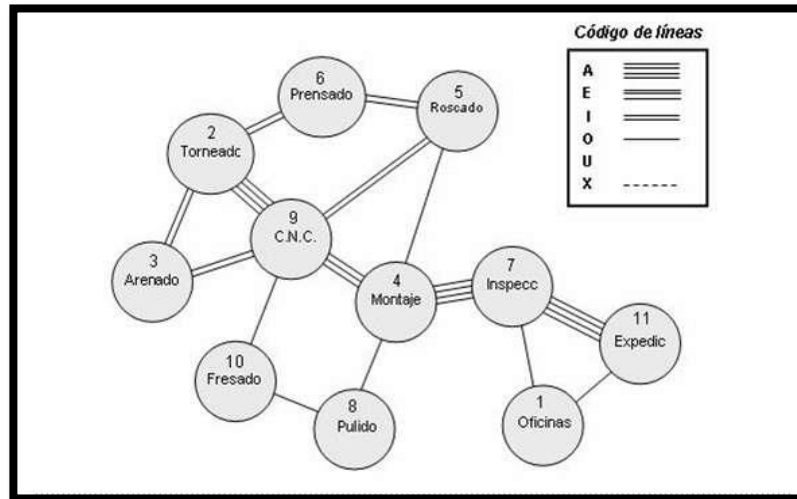 Código de líneas
A
E
I
O
U
X
6
Prensado
5
Roscado
2
Torneadc
9
C.N.C.
3
Arenado
4
Montaje
7
Inspecc
11
Expedic
10
Fresado
8
Pulido
1
Oficinas